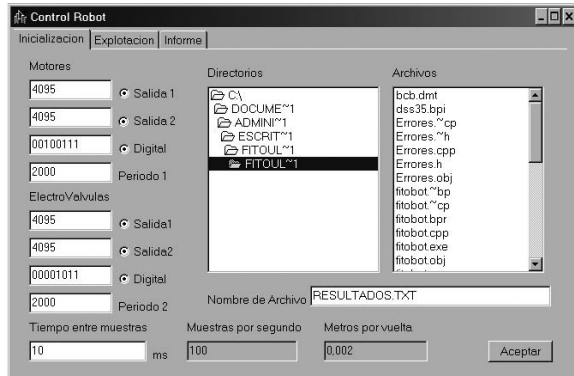 Control Robot
Inicializacion Explotacion Informe
Motores
4095
Salida 1
4095
Salida 2
00100111
Digital
2000
Periodo 1
ElectroValvulas
4095
Salida1
4095
Salida2
00001011
Digital
2000
Periodo 2
Directorios
C:\
DOCUME~1
ADMINI~1
ESCRIT~1
FITOUL~1
FITOUL~1
Archivos
bcb.dmt
dss35.bpi
Errores.~cp
Errores.~h
Errores.cpp
Errores.h
Errores.obj
fitobot.~bp
fitobot.~cp
fitobot.bpr
fitobot.cpp
fitobot.exe
fitobot.obj
Nombre de Archivo RESULTADOS.TXT
Tiempo entre muestras
10
ms
Muestras por segundo
100
Metros por vuelta
0,002
Aceptar